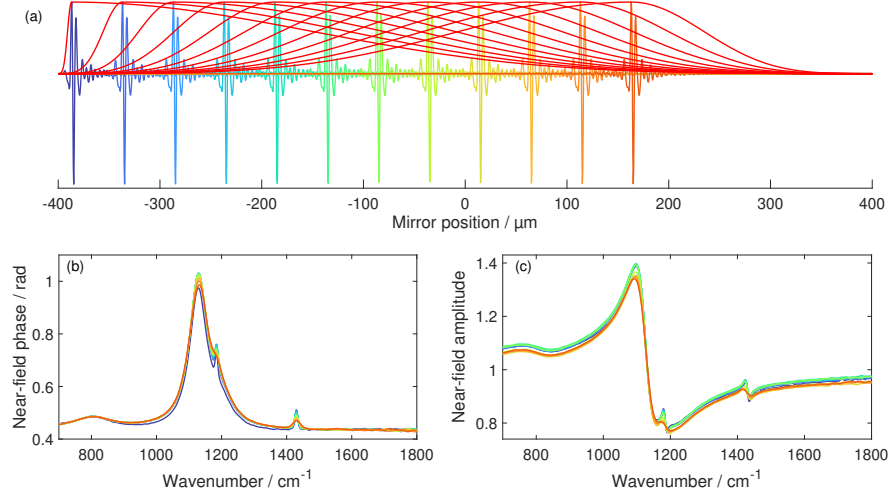 (a)
-400 -300 -200 -100 0 100 200 300 400
Mirror position / µm
(b)
1
0.8
0.6
0.4
Near-field phase / rad
800 1000 1200 1400 1600 1800
Wavenumber / cm⁻¹
(c)
1.4
1.2
1
0.8
Near-field amplitude
800 1000 1200 1400 1600 1800
Wavenumber / cm⁻¹